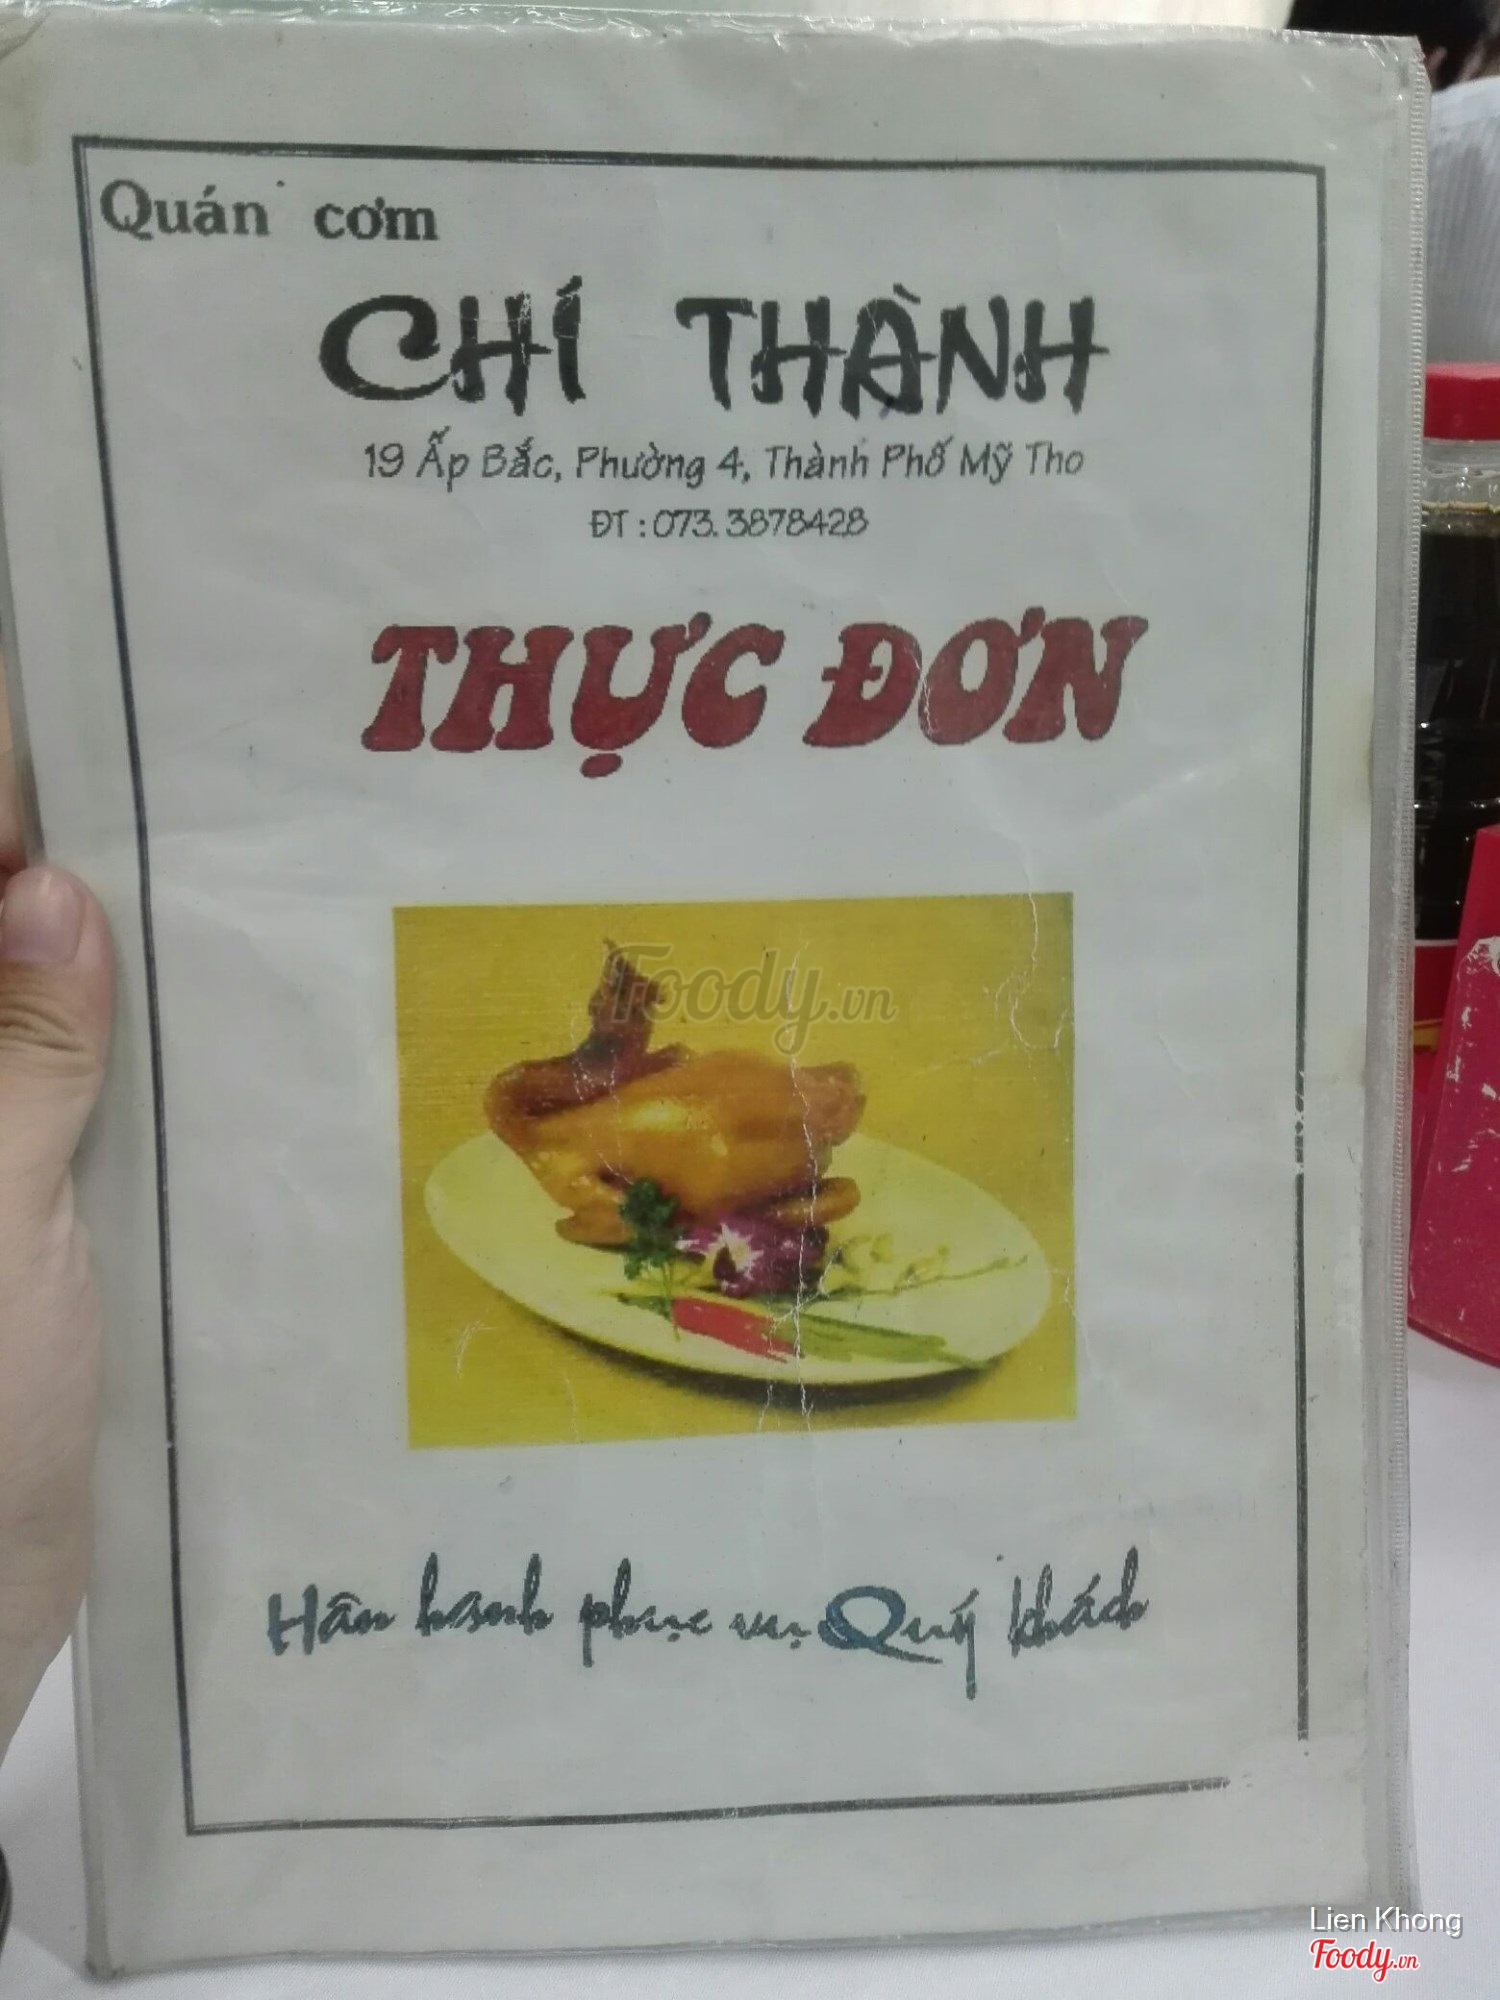 Quán cơm
CHÍ THÀNH
19 Ấp Bắc, Phường 4, Thành Phố Mỹ Tho
ĐT : 073. 3878428
THỰC ĐƠN
Foody.vn
Hân hạnh phục vụ Quý khách
Lien Khong
Foody.vn